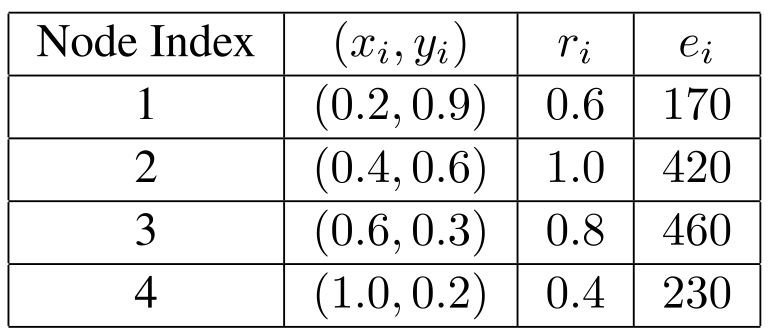 Node Index (x_i, y_i) r_i e_i
1 (0.2, 0.9) 0.6 170
2 (0.4, 0.6) 1.0 420
3 (0.6, 0.3) 0.8 460
4 (1.0, 0.2) 0.4 230